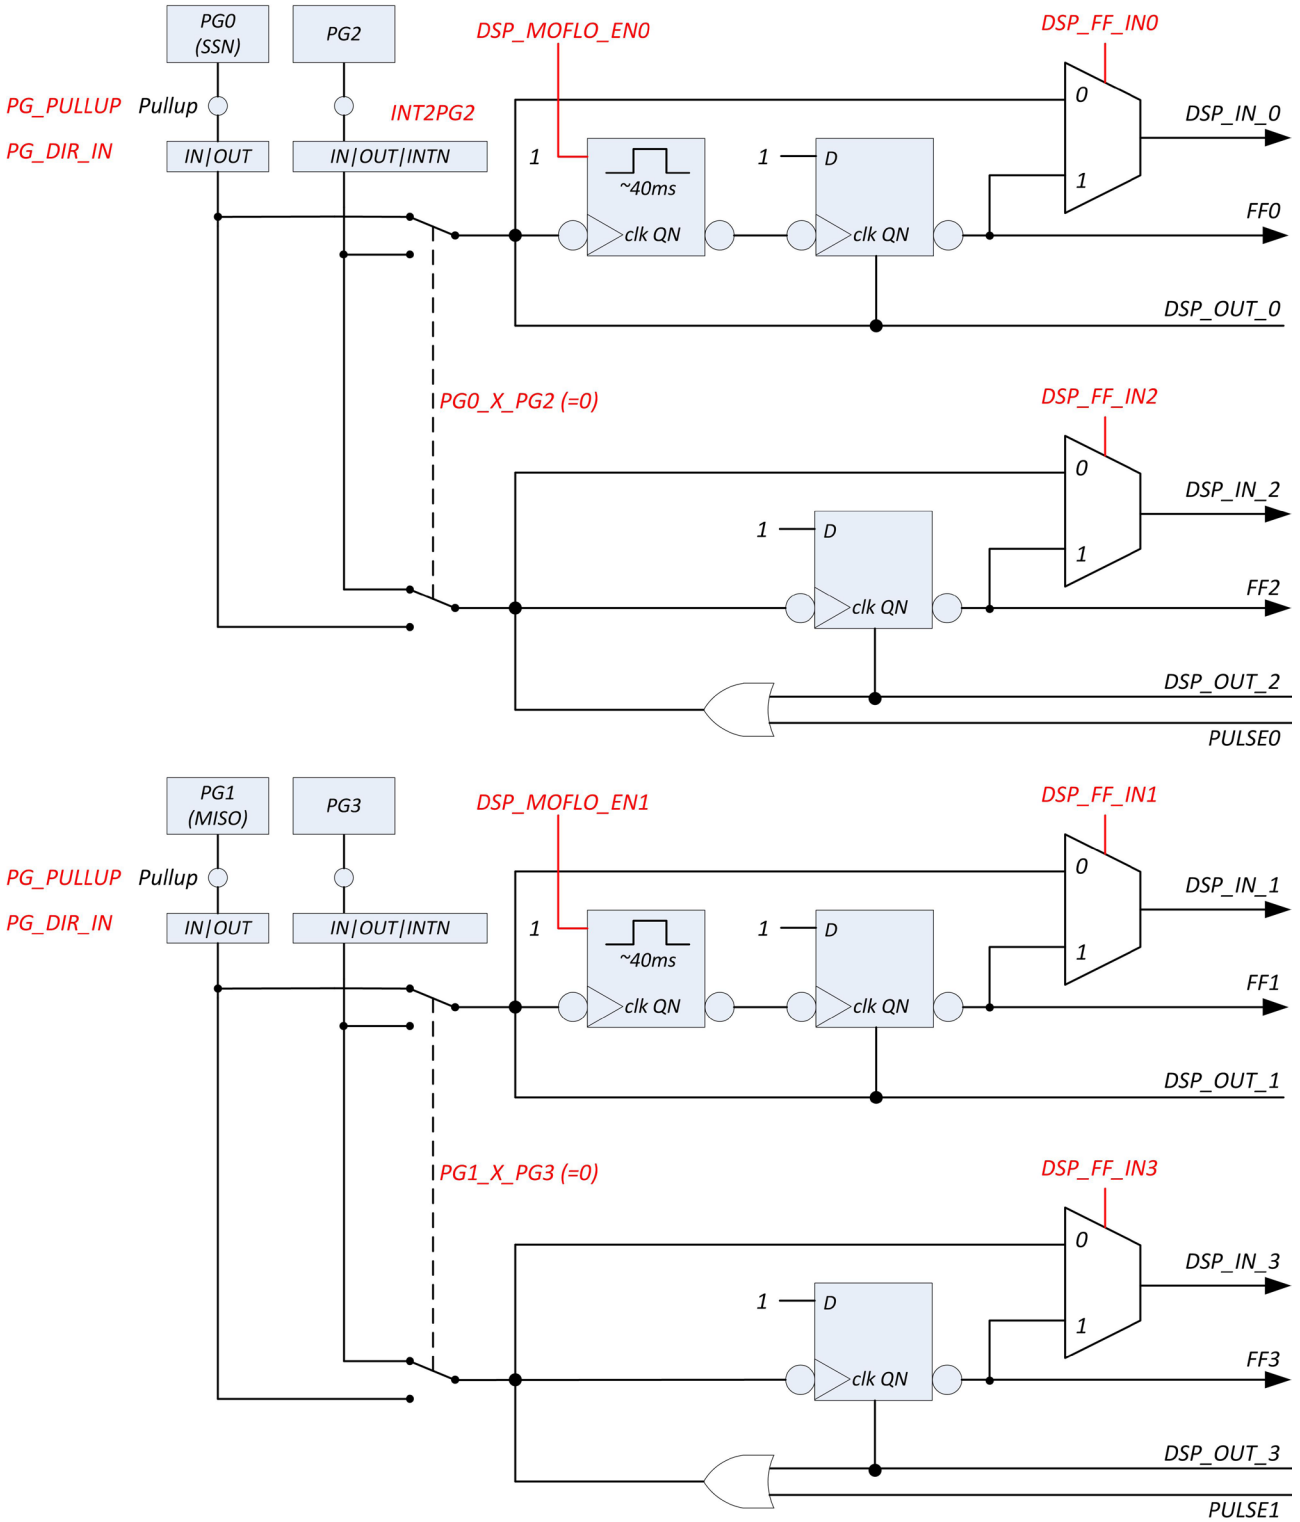 PG0
(SSN)
PG2
DSP_MOFLO_EN0
DSP_FF_IN0
PG_PULLUP Pullup
INT2PG2
0
DSP_IN_0
PG_DIR_IN
IN|OUT
IN|OUT|INTN
1
~40ms
1
D
1
clk QN
clk QN
FF0
DSP_OUT_0
PG0_X_PG2 (=0)
DSP_FF_IN2
0
DSP_IN_2
1
D
1
clk QN
FF2
DSP_OUT_2
PULSE0
PG1
(MISO)
PG3
DSP_MOFLO_EN1
DSP_FF_IN1
PG_PULLUP Pullup
0
DSP_IN_1
PG_DIR_IN
IN|OUT
IN|OUT|INTN
1
~40ms
1
D
1
clk QN
clk QN
FF1
DSP_OUT_1
PG1_X_PG3 (=0)
DSP_FF_IN3
0
DSP_IN_3
1
D
1
clk QN
FF3
DSP_OUT_3
PULSE1